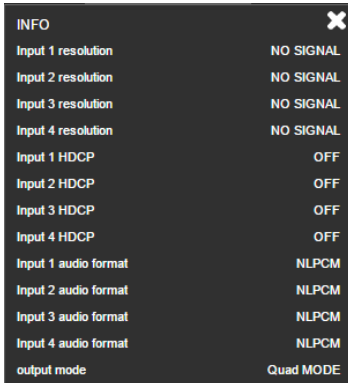 INFO
Input 1 resolution NO SIGNAL
Input 2 resolution NO SIGNAL
Input 3 resolution NO SIGNAL
Input 4 resolution NO SIGNAL
Input 1 HDCP OFF
Input 2 HDCP OFF
Input 3 HDCP OFF
Input 4 HDCP OFF
Input 1 audio format NLPCM
Input 2 audio format NLPCM
Input 3 audio format NLPCM
Input 4 audio format NLPCM
output mode Quad MODE